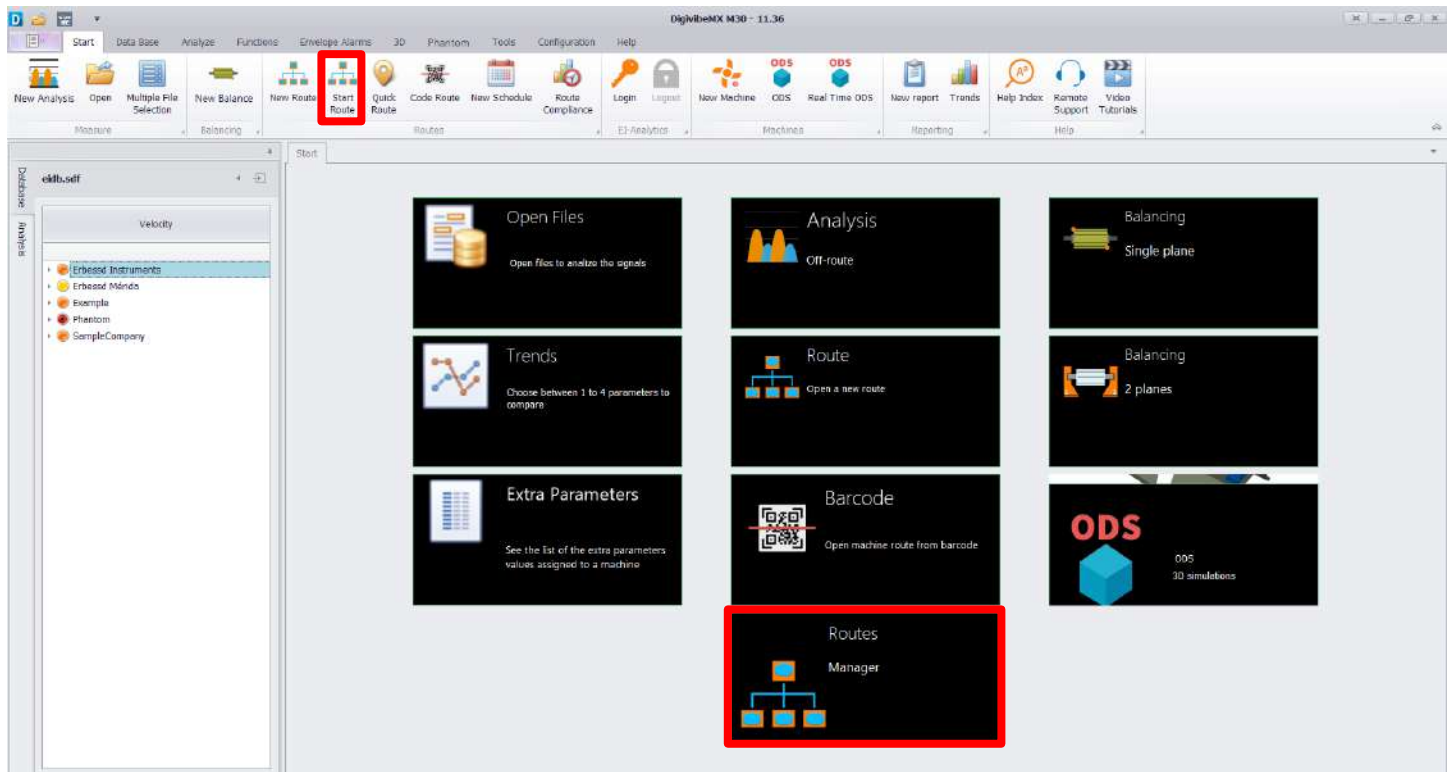 D
DigivibeMX M30 - 11.36
Start Data Base Analyze Functions Envelope Alarms 3D Phantom Tools Configuration Help
New Analysis
Open
Multiple File
Selection
New Balance
New Route
Start
Route
Quick
Route
Code Route
New Schedule
Route
Compliance
Login
Logout
New Machine
ODS
ODS
ODS
Real Time ODS
New report
Trends
Help Index
Remote
Support
Video
Tutorials
Measure Balancing Routes EI-Analytics Machines Reporting Help
Database
Analysis
eidb.sdf
Velocity
Erbessd Instruments
Erbessd Mérida
Example
Phantom
SampleCompany
Start
Open Files
Open files to analize the signals
Analysis
Off-route
Balancing
Single plane
Trends
Choose between 1 to 4 parameters to
compare
Route
Open a new route
Balancing
2 planes
Extra Parameters
See the list of the extra parameters
values assigned to a machine
Barcode
Open machine route from barcode
ODS
ODS
3D simulations
Routes
Manager